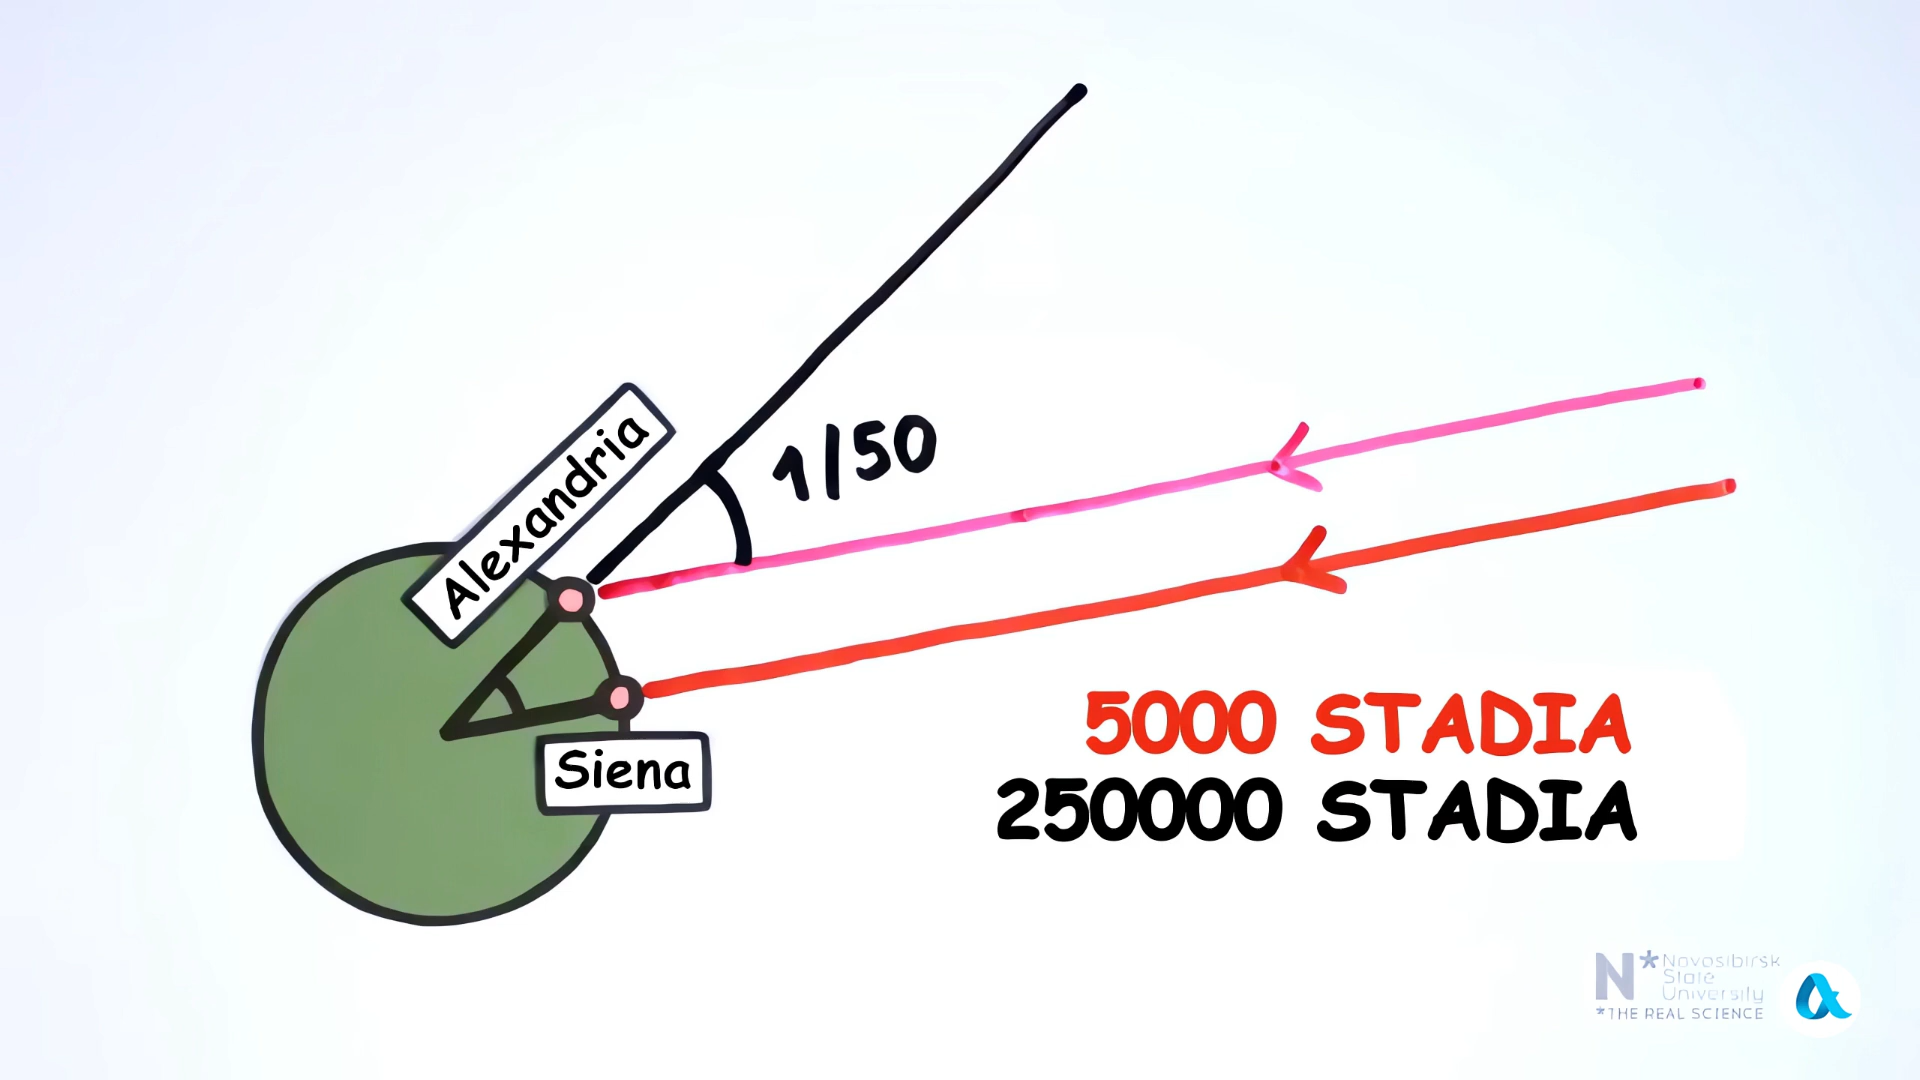 Alexandria
1/50
Siena
5000 STADIA
250000 STADIA
N* Novosibirsk
State
University
*THE REAL SCIENCE